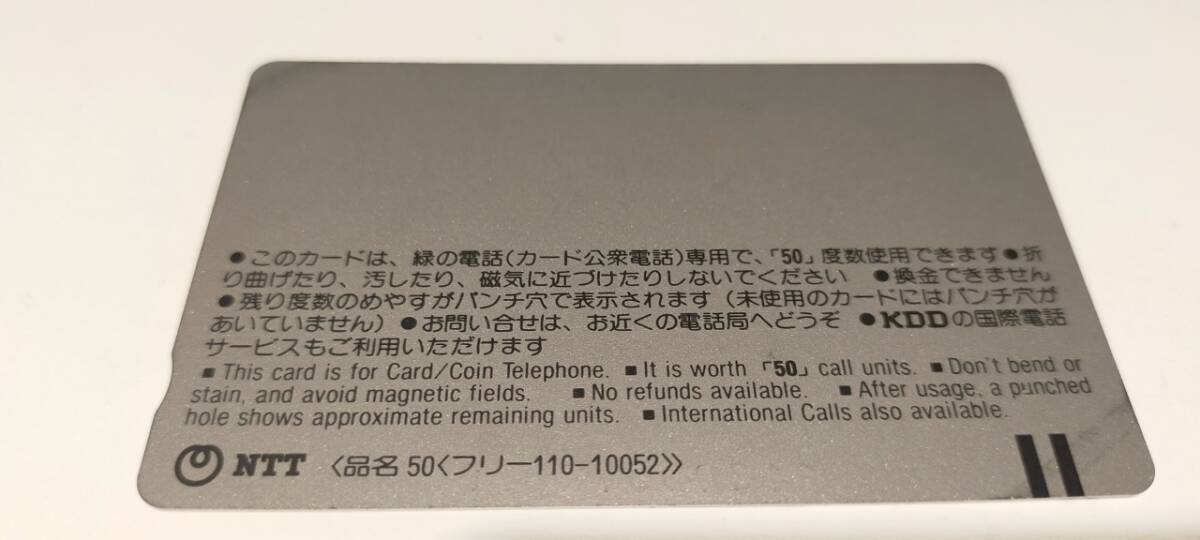 ●このカードは、緑の電話(カード公衆電話)専用で、「50」度数使用できます●折
り曲げたり、汚したり、磁気に近づけたりしないでください ●換金できません
●残り度数のめやすがパンチ穴で表示されます(未使用のカードにはパンチ穴が
あいていません)●お問い合せは、お近くの電話局へどうぞ ●KDDの国際電話
サービスもご利用いただけます
■This card is for Card/Coin Telephone. ■It is worth 「50」 call units. ■Don't bend or
stain, and avoid magnetic fields. ■No refunds available. ■After usage, a punched
hole shows approximate remaining units. ■International Calls also available.
NTT 〈品名 50〈フリー110-10052〉〉